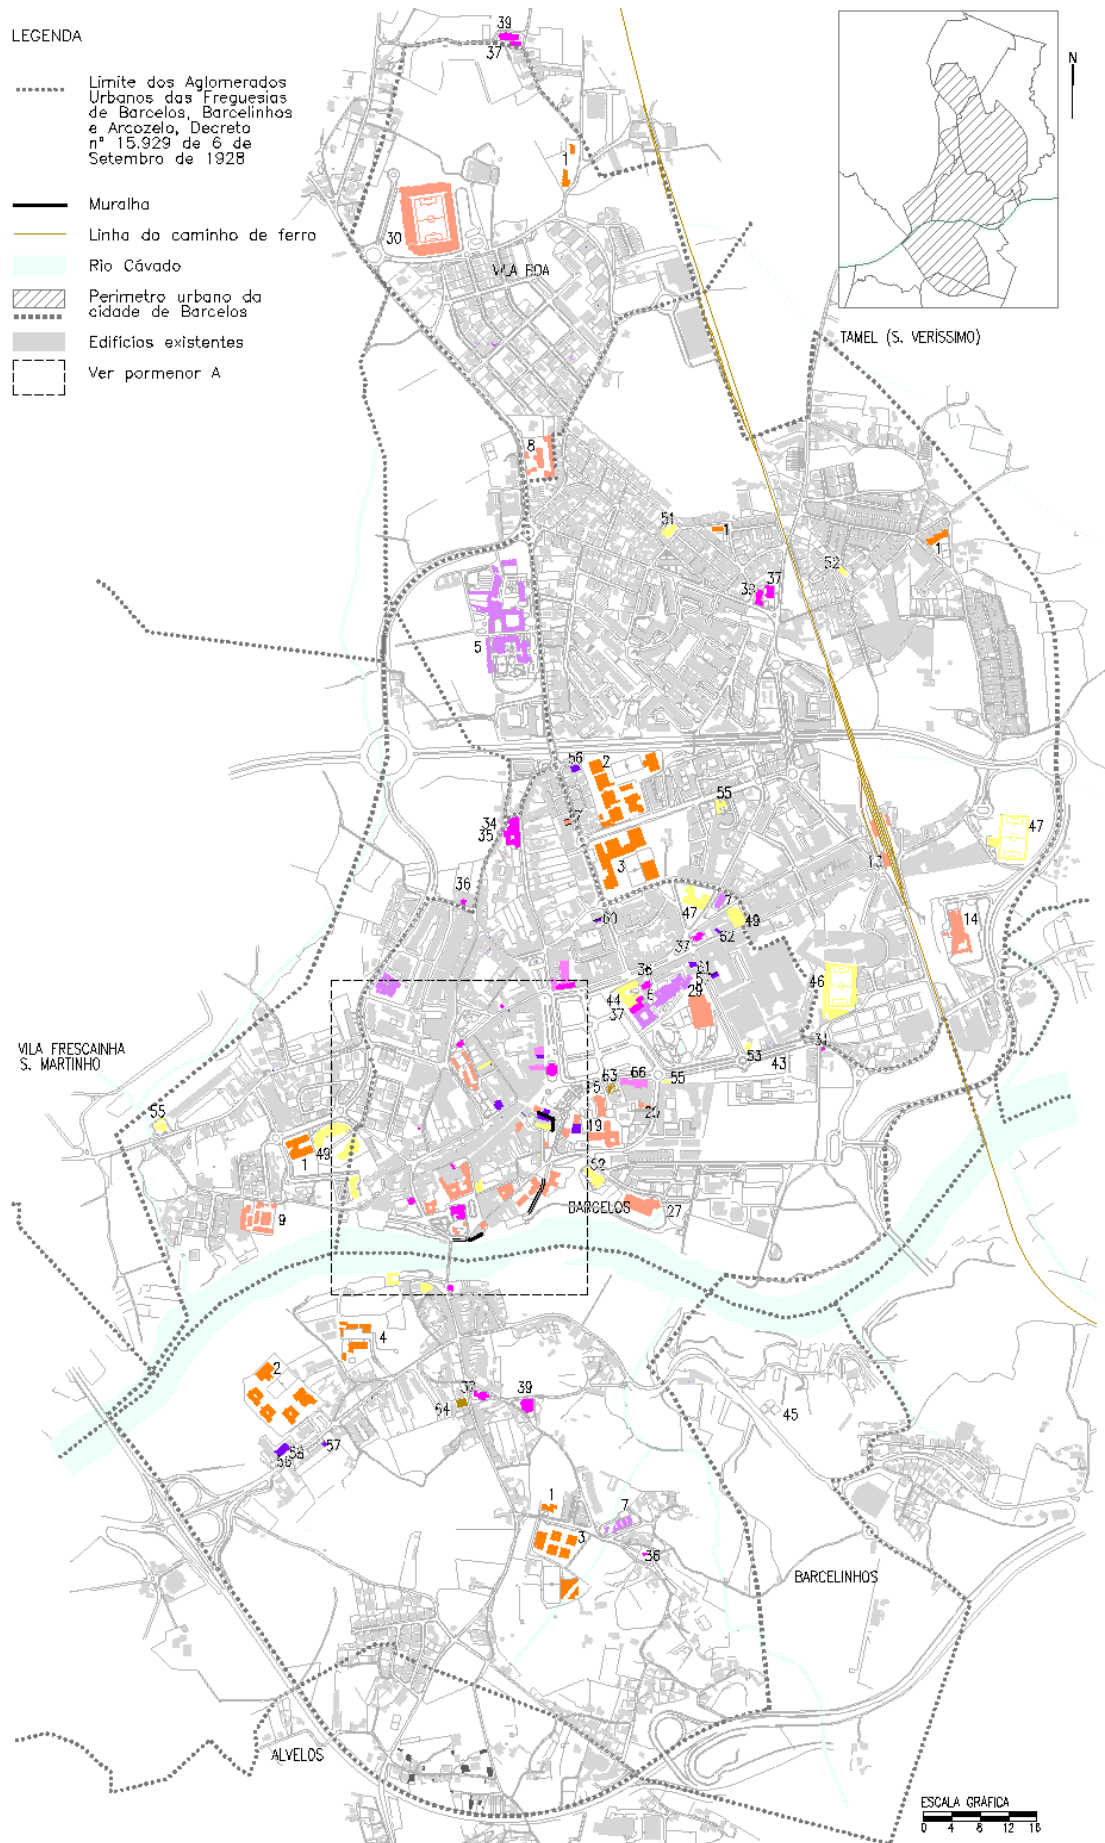 LEGENDA
Limite dos Aglomerados
Urbanos das Freguesias
de Barcelos, Barcelinhos
e Arcozelo, Decreto
nº 15.929 de 6 de
Setembro de 1928
Muralha
Linha do caminho de ferro
Rio Cávado
Perimetro urbano da
cidade de Barcelos
Edificios existentes
Ver pormenor A
N
39
37
1
30
VILA BOA
TAMEL (S. VERÍSSIMO)
8
51
1
1
52
39
37
5
56
2
55
34
35
47
3
13
36
47
7
49
60
14
37
62
36
61
46
44
6
29
37
31
VILA FRESCAINHA
S. MARTINHO
53
43
63
66
55
55
19
20
1
49
52
BARCELOS
27
9
4
2
39
64
45
57
1
7
3
36
BARCELINHOS
ALVELOS
ESCALA GRÁFICA
0 4 8 12 16